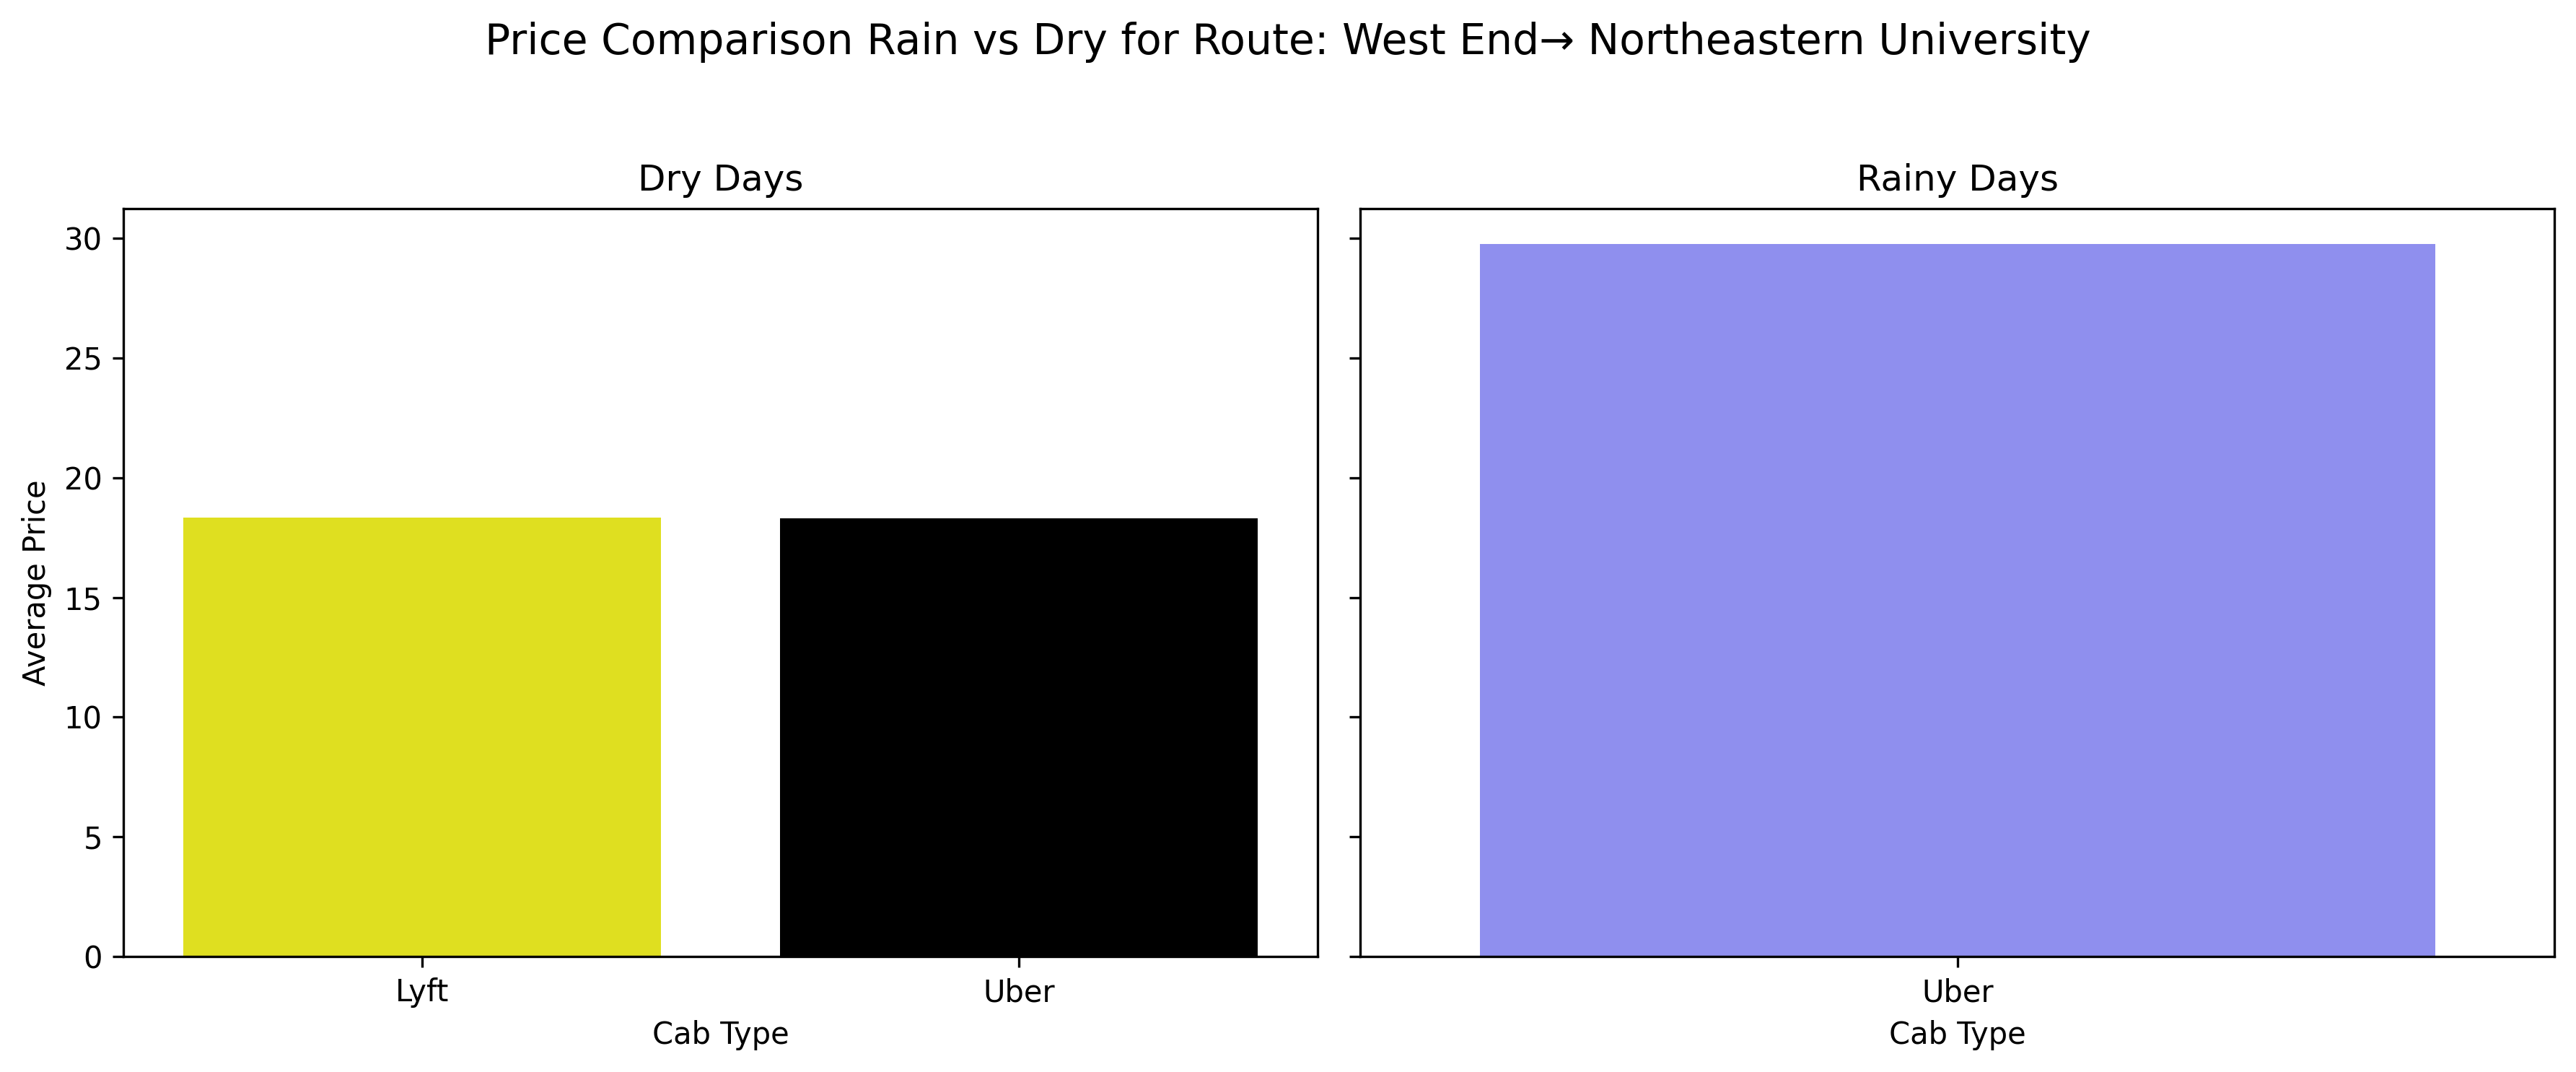 Price Comparison Rain vs Dry for Route: West End→ Northeastern University
Dry Days
Average Price
30
25
20
15
10
5
0
Lyft
Uber
Cab Type
Rainy Days
Uber
Cab Type